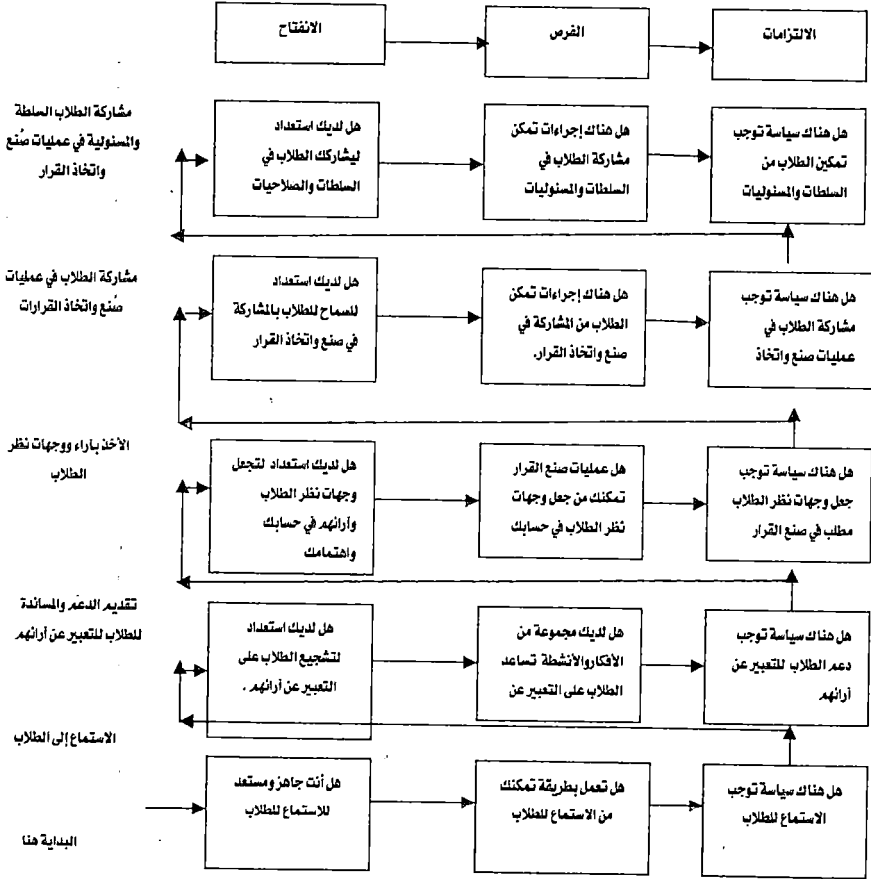 الانفتاح
الفرص
الالتزامات
مشاركة الطلاب السلطة
والمسئولية في عمليات صُنع
واتخاذ القرار
هل لديك استعداد
ليشاركك الطلاب في
السلطات والصلاحيات
هل هناك إجراءات تمكن
مشاركة الطلاب في
السلطات والمسئوليات
هل هناك سياسة توجب
تمكين الطلاب من
السلطات والمسئوليات
مشاركة الطلاب في عمليات
صُنع واتخاذ القرارات
هل لديك استعداد
للسماح للطلاب بالمشاركة
في صنع واتخاذ القرار
هل هناك إجراءات تمكن
الطلاب من المشاركة في
صنع واتخاذ القرار.
هل هناك سياسة توجب
مشاركة الطلاب في
عمليات صنع واتخاذ
الأخذ بآراء ووجهات نظر
الطلاب
هل لديك استعداد لتجعل
وجهات نظر الطلاب
وآرائهم في حسابك
واهتمامك
هل عمليات صنع القرار
تمكنك من جعل وجهات
نظر الطلاب في حسابك
هل هناك سياسة توجب
جعل وجهات نظر الطلاب
مطلب في صنع القرار
تقديم الدعم والمساندة
للطلاب للتعبير عن آرائهم
هل لديك استعداد
لتشجيع الطلاب على
التعبير عن آرائهم .
هل لديك مجموعة من
الأفكار والأنشطة تساعد
الطلاب على التعبير عن
هل هناك سياسة توجب
دعم الطلاب للتعبير عن
آرائهم
الاستماع إلى الطلاب
هل أنت جاهز ومستعد
للاستماع للطلاب
هل تعمل بطريقة تمكنك
من الاستماع للطلاب
هل هناك سياسة توجب
الاستماع للطلاب
البداية هنا